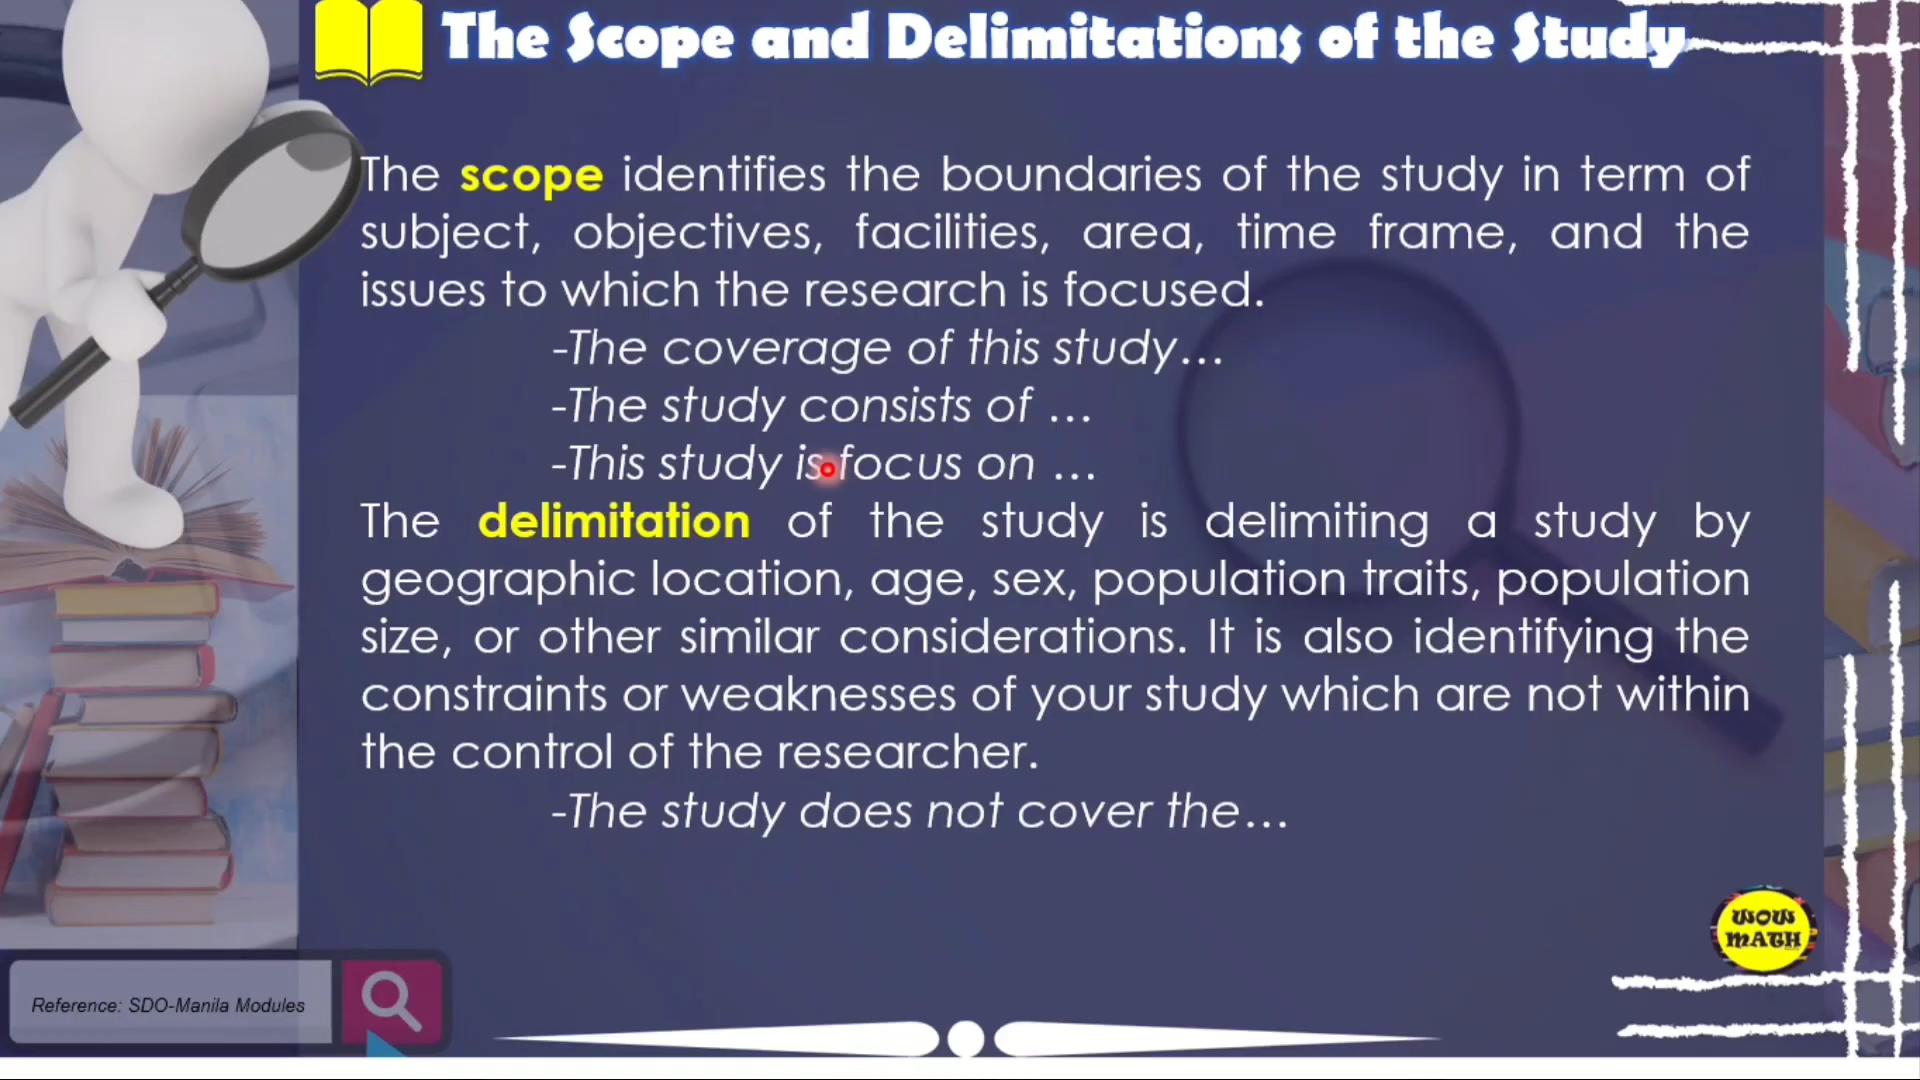 The Scope and Delimitations of the Study
The scope identifies the boundaries of the study in term of
subject, objectives, facilities, area, time frame, and the
issues to which the research is focused.
-The coverage of this study...
-The study consists of ...
-This study is focus on ...
The delimitation of the study is delimiting a study by
geographic location, age, sex, population traits, population
size, or other similar considerations. It is also identifying the
constraints or weaknesses of your study which are not within
the control of the researcher.
-The study does not cover the...
WOW
MATH
Reference: SDO-Manila Modules